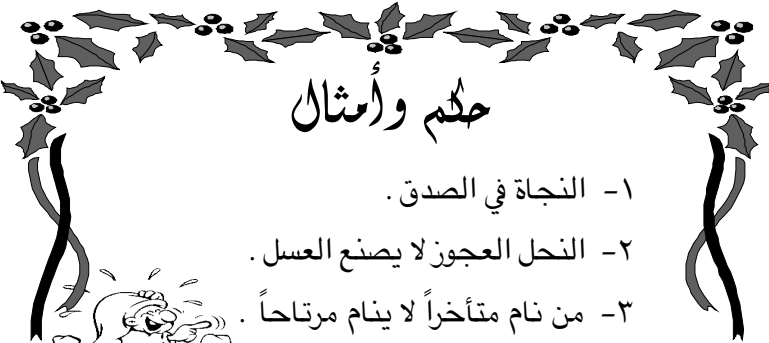 حكم وأمثال
١- النجاة في الصدق .
٢- النحل العجوز لا يصنع العسل .
٣- من نام متأخراً لا ينام مرتاحاً .